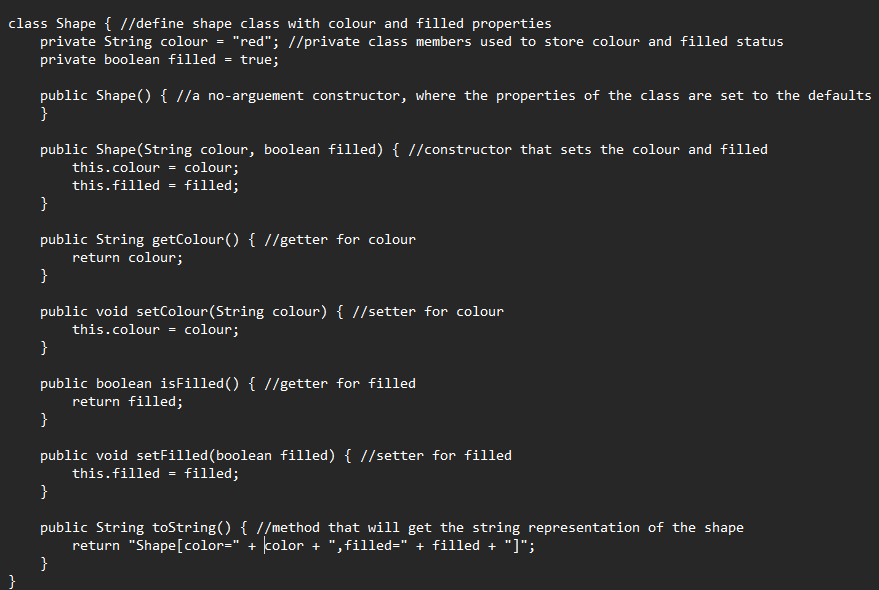 class Shape { //define shape class with colour and filled properties
    private String colour = "red"; //private class members used to store colour and filled status
    private boolean filled = true;

    public Shape() { //a no-arguement constructor, where the properties of the class are set to the defaults
    }

    public Shape(String colour, boolean filled) { //constructor that sets the colour and filled
        this.colour = colour;
        this.filled = filled;
    }

    public String getColour() { //getter for colour
        return colour;
    }

    public void setColour(String colour) { //setter for colour
        this.colour = colour;
    }

    public boolean isFilled() { //getter for filled
        return filled;
    }

    public void setFilled(boolean filled) { //setter for filled
        this.filled = filled;
    }

    public String toString() { //method that will get the string representation of the shape
        return "Shape[color=" + color + ",filled=" + filled + "]";
    }
}